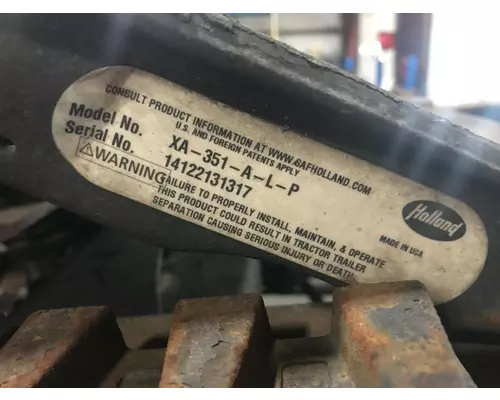 CONSULT PRODUCT INFORMATION AT WWW.SAFHOLLAND.COM
U.S. AND FOREIGN PATENTS APPLY
Model No. XA-351-A-L-P
Serial No. 14122131317
⚠WARNING FAILURE TO PROPERLY INSTALL, MAINTAIN, & OPERATE
THIS PRODUCT COULD RESULT IN TRACTOR TRAILER
SEPARATION CAUSING SERIOUS INJURY OR DEATH.
Holland
MADE IN USA